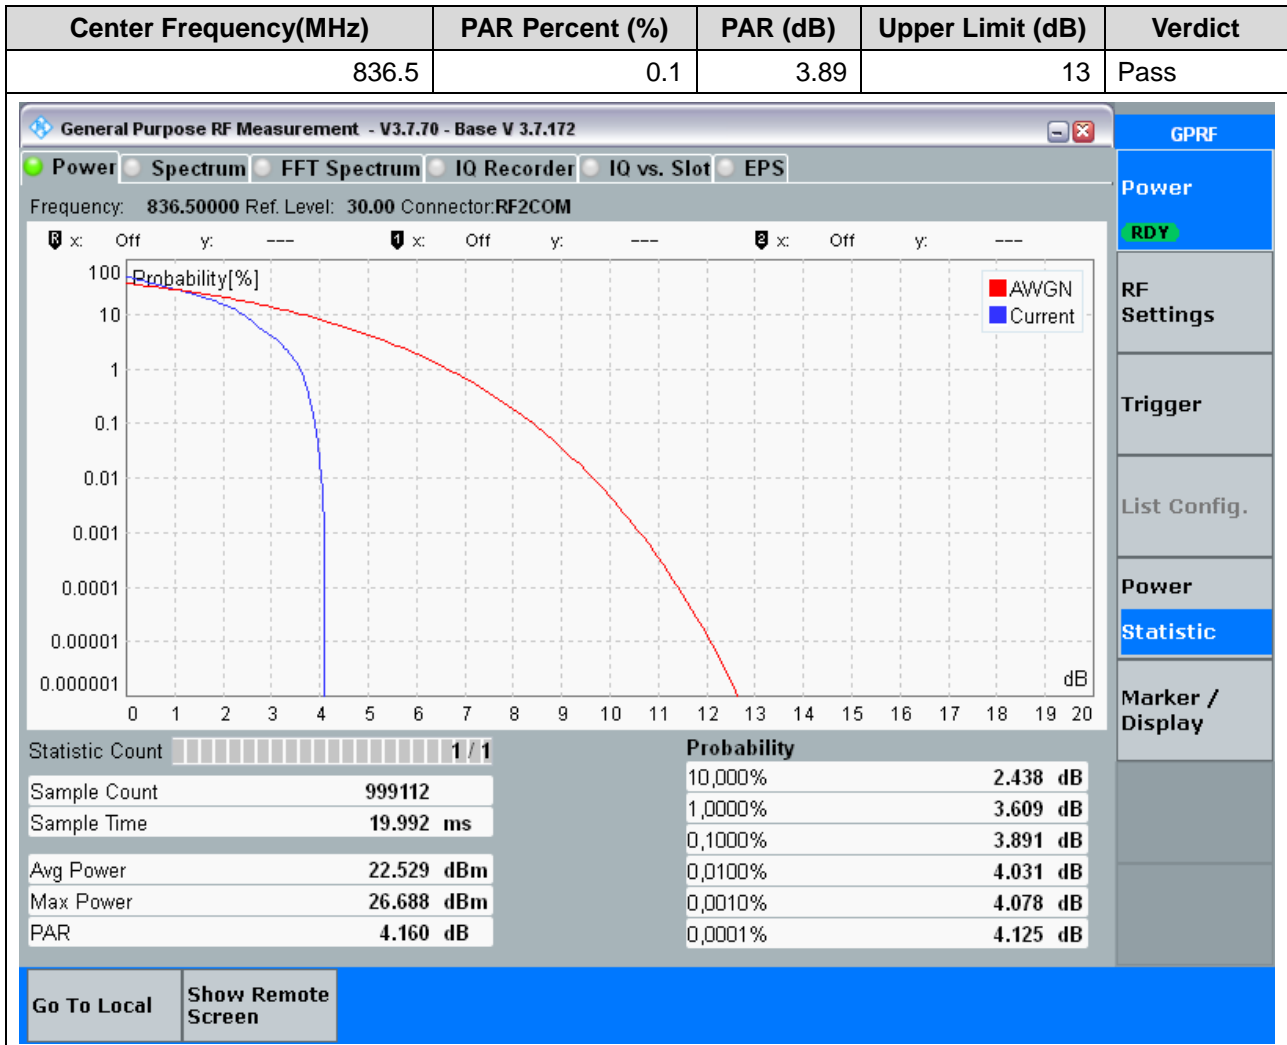 Center Frequency(MHz) PAR Percent (%) PAR (dB) Upper Limit (dB) Verdict
836.5 0.1 3.89 13 Pass
General Purpose RF Measurement - V3.7.70 - Base V 3.7.172
GPRF
Power Spectrum FFT Spectrum IQ Recorder IQ vs. Slot EPS
Power
RDY
Frequency: 836.50000 Ref. Level: 30.00 Connector:RF2COM
R x: Off y: --- 1 x: Off y: --- 2 x: Off y: ---
Probability[%]
AWGN
Current
100
10
1
0.1
0.01
0.001
0.0001
0.00001
0.000001
dB
0 1 2 3 4 5 6 7 8 9 10 11 12 13 14 15 16 17 18 19 20
RF
Settings
Trigger
List Config.
Power
Statistic
Marker /
Display
Statistic Count 1 / 1
Sample Count 999112
Sample Time 19.992 ms
Avg Power 22.529 dBm
Max Power 26.688 dBm
PAR 4.160 dB
Probability
10,000% 2.438 dB
1,0000% 3.609 dB
0,1000% 3.891 dB
0,0100% 4.031 dB
0,0010% 4.078 dB
0,0001% 4.125 dB
Go To Local
Show Remote
Screen